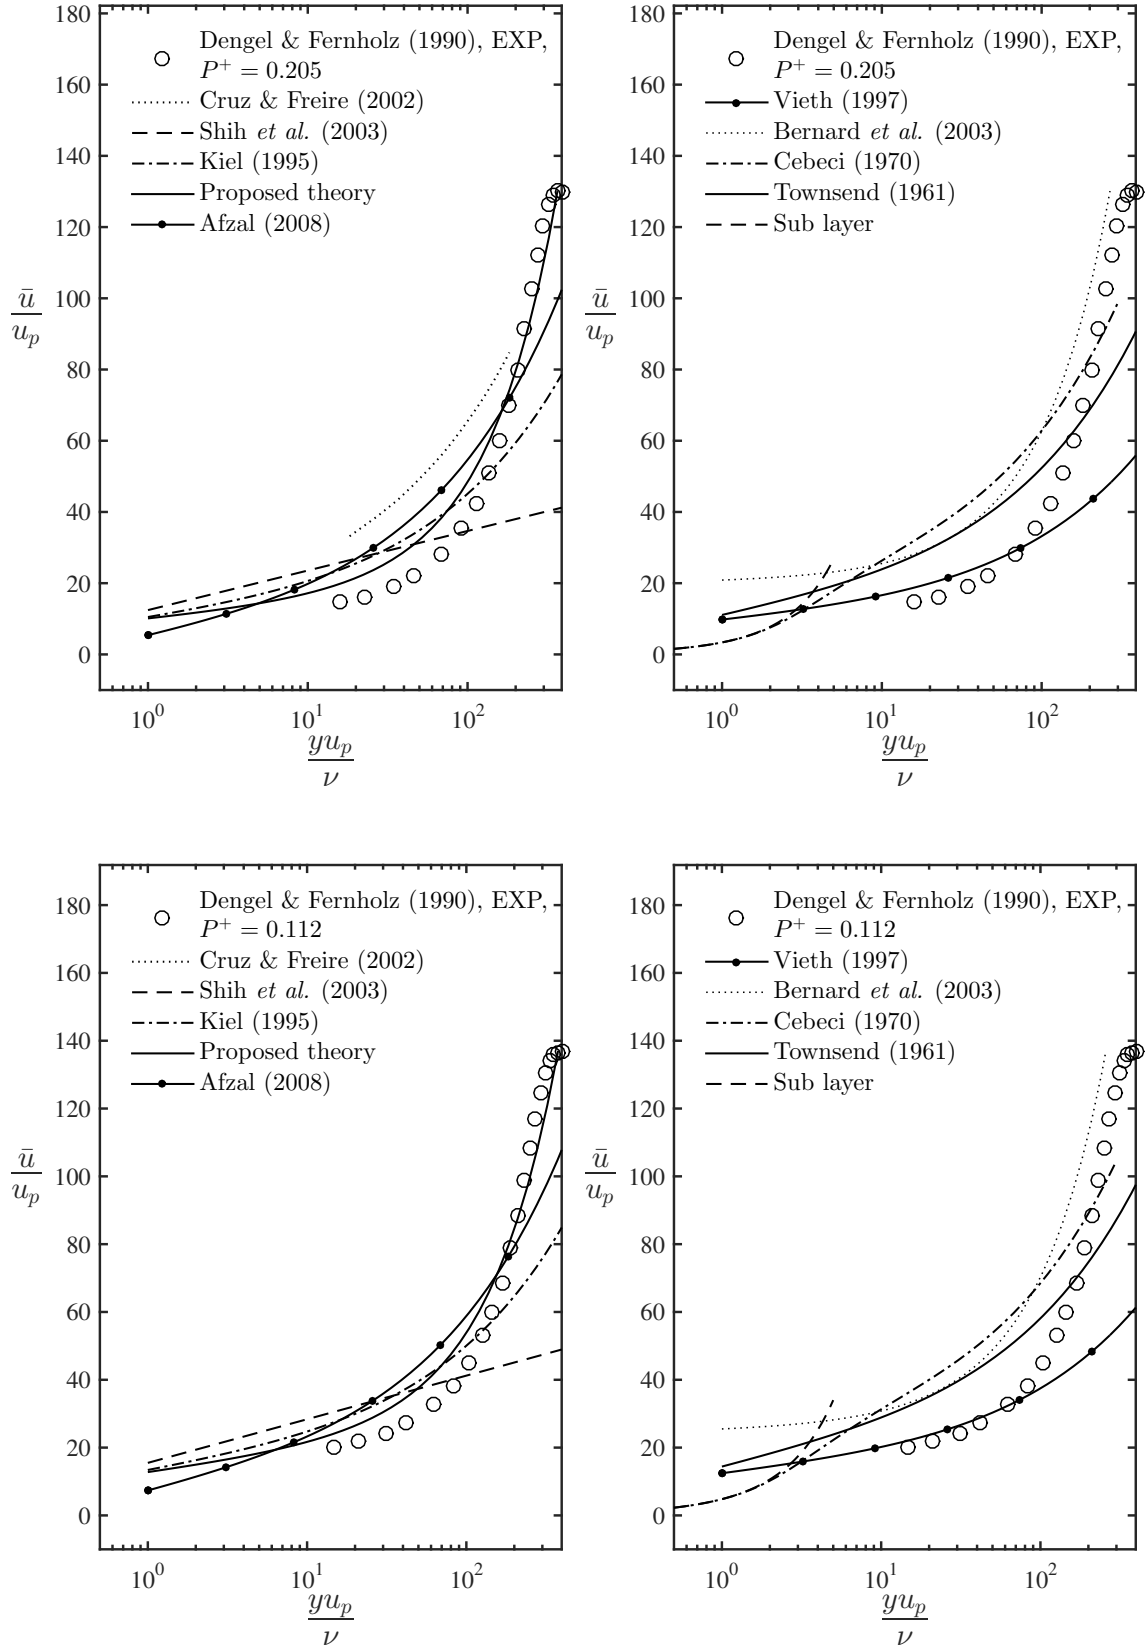 180
160
140
120
100
80
60
40
20
0
ū
u_p
Dengel & Fernholz (1990), EXP,
P⁺ = 0.205
Cruz & Freire (2002)
Shih et al. (2003)
Kiel (1995)
Proposed theory
Afzal (2008)
10⁰
10¹
10²
yu_p
ν
180
160
140
120
100
80
60
40
20
0
ū
u_p
Dengel & Fernholz (1990), EXP,
P⁺ = 0.205
Vieth (1997)
Bernard et al. (2003)
Cebeci (1970)
Townsend (1961)
Sub layer
10⁰
10¹
10²
yu_p
ν
180
160
140
120
100
80
60
40
20
0
ū
u_p
Dengel & Fernholz (1990), EXP,
P⁺ = 0.112
Cruz & Freire (2002)
Shih et al. (2003)
Kiel (1995)
Proposed theory
Afzal (2008)
10⁰
10¹
10²
yu_p
ν
180
160
140
120
100
80
60
40
20
0
ū
u_p
Dengel & Fernholz (1990), EXP,
P⁺ = 0.112
Vieth (1997)
Bernard et al. (2003)
Cebeci (1970)
Townsend (1961)
Sub layer
10⁰
10¹
10²
yu_p
ν